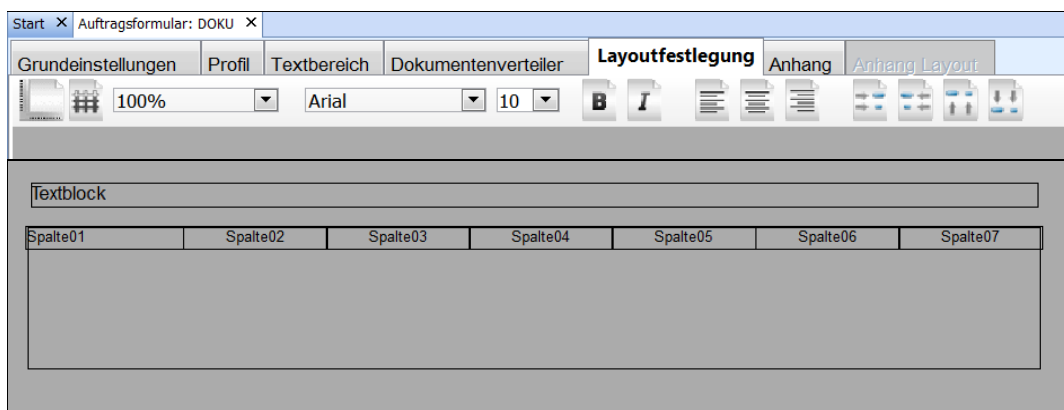 Start X Auftragsformular: DOKU X
Grundeinstellungen Profil Textbereich Dokumentenverteiler Layoutfestlegung Anhang Anhang Layout
100% Arial 10 B I
Textblock
Spalte01 Spalte02 Spalte03 Spalte04 Spalte05 Spalte06 Spalte07